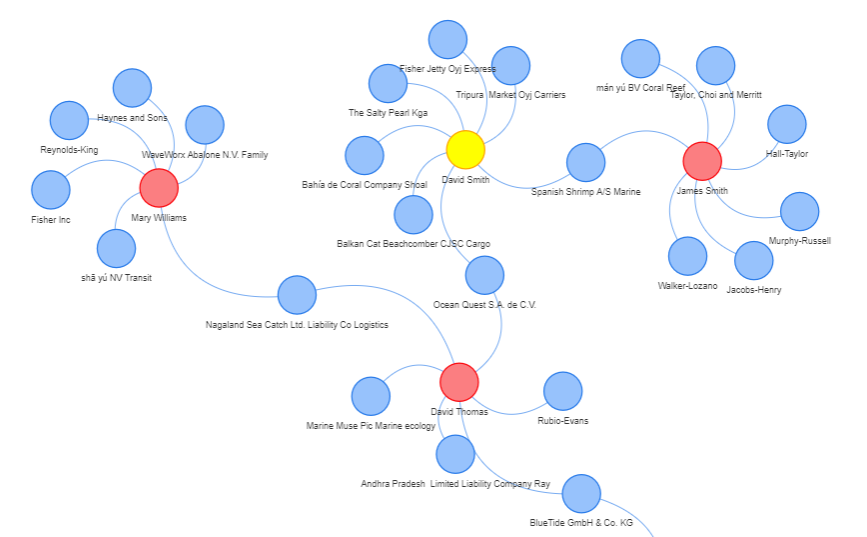 Fisher Jetty Oyj Express
mán yú BV Coral Reef
Taylor, Choi and Merritt
Tripura Market Oyj Carriers
The Salty Pearl Kga
Haynes and Sons
Reynolds-King
WaveWorx Abalone N.V. Family
Hall-Taylor
David Smith
Bahía de Coral Company Shoal
Spanish Shrimp A/S Marine
James Smith
Fisher Inc
Mary Williams
Balkan Cat Beachcomber CJSC Cargo
Murphy-Russell
shā yú NV Transit
Walker-Lozano
Jacobs-Henry
Ocean Quest S.A. de C.V.
Nagaland Sea Catch Ltd. Liability Co Logistics
David Thomas
Marine Muse Pic Marine ecology
Rubio-Evans
Andhra Pradesh Limited Liability Company Ray
BlueTide GmbH & Co. KG